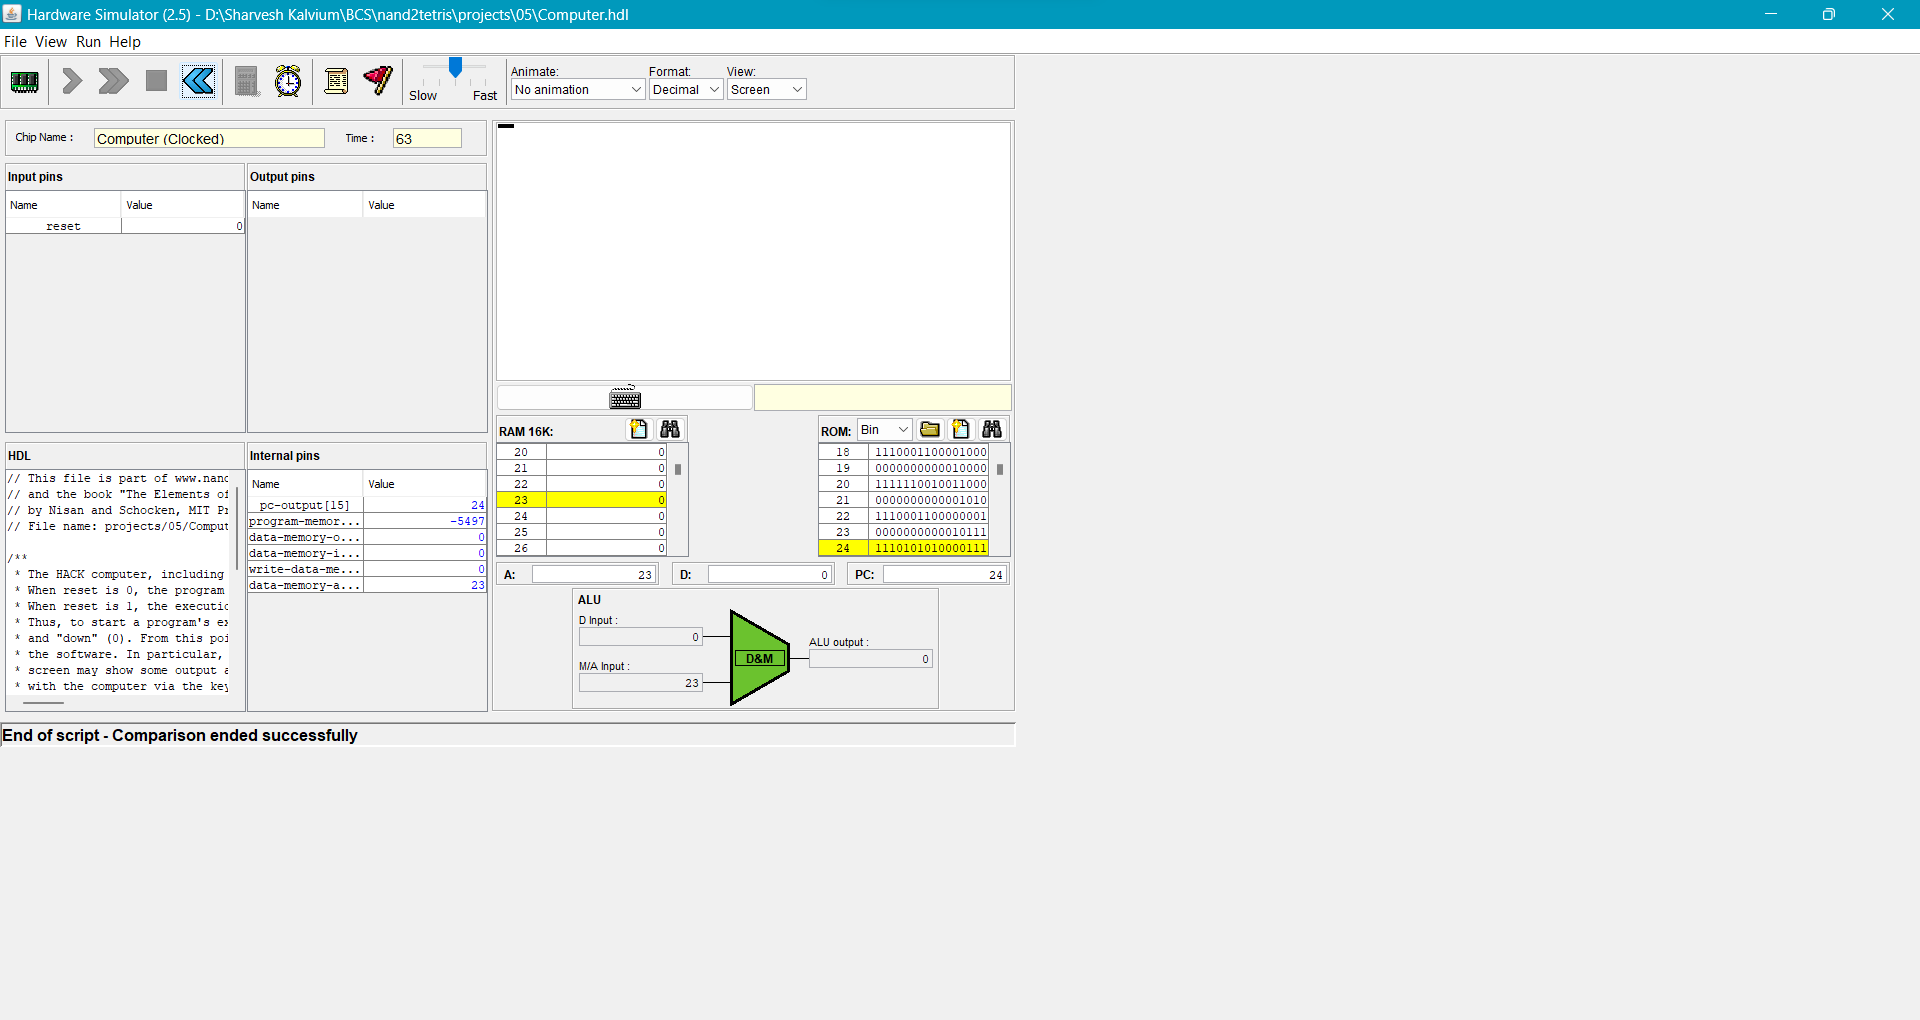 Hardware Simulator (2.5) - D:\Sharvesh Kalvium\BCS\nand2tetris\projects\05\Computer.hdl
File View Run Help
Slow Fast
Animate: Format: View:
No animation Decimal Screen
Chip Name : Computer (Clocked) Time : 63
Input pins
Name Value
reset 0
Output pins
Name Value
HDL
// This file is part of www.nand
// and the book "The Elements of
// by Nisan and Schocken, MIT Pr
// File name: projects/05/Comput
/**
* The HACK computer, including
* When reset is 0, the program
* When reset is 1, the executic
* Thus, to start a program's ex
* and "down" (0). From this poi
* the software. In particular,
* screen may show some output a
* with the computer via the key
Internal pins
Name Value
pc-output[15] 24
program-memor... -5497
data-memory-o... 0
data-memory-i... 0
write-data-me... 0
data-memory-a... 23
RAM 16K:
20 0
21 0
22 0
23 0
24 0
25 0
26 0
ROM: Bin
18 1110001100001000
19 0000000000010000
20 1111110010011000
21 0000000000001010
22 1110001100000001
23 0000000000010111
24 1110101010000111
A: 23 D: 0 PC: 24
ALU
D Input :
0
M/A Input :
23
D&M
ALU output :
0
End of script - Comparison ended successfully